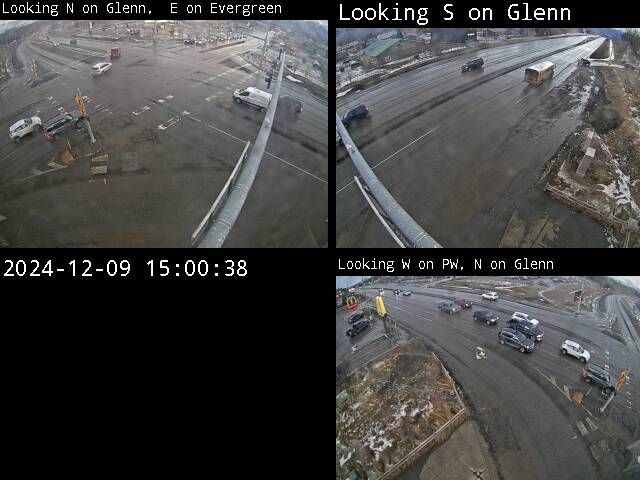 Looking N on Glenn,  E on Evergreen
Looking S on Glenn
2024-12-09 15:00:38
Looking W on PW, N on Glenn